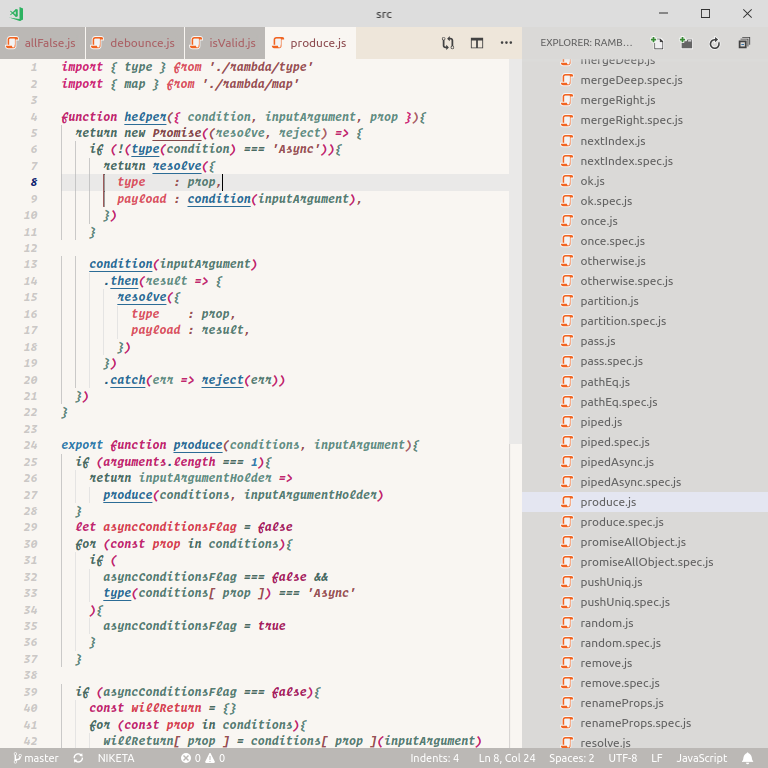 src
allFalse.js debounce.js isValid.js produce.js
1 import { type } from './rambda/type'
2 import { map } from './rambda/map'
3
4 function helper({ condition, inputArgument, prop }){
5 return new Promise((resolve, reject) => {
6 if (!(type(condition) === 'Async')){
7 return resolve({
8 type : prop,
9 payload : condition(inputArgument),
10 })
11 }
12
13 condition(inputArgument)
14 .then(result => {
15 resolve({
16 type : prop,
17 payload : result,
18 })
19 })
20 .catch(err => reject(err))
21 })
22 }
23
24 export function produce(conditions, inputArgument){
25 if (arguments.length === 1){
26 return inputArgumentHolder =>
27 produce(conditions, inputArgumentHolder)
28 }
29 let asyncConditionsFlag = false
30 for (const prop in conditions){
31 if (
32 asyncConditionsFlag === false &&
33 type(conditions[ prop ]) === 'Async'
34 ){
35 asyncConditionsFlag = true
36 }
37 }
38
39 if (asyncConditionsFlag === false){
40 const willReturn = {}
41 for (const prop in conditions){
42 willReturn[ prop ] = conditions[ prop ](inputArgument)
EXPLORER: RAMB...
mergeDeep.js
mergeDeep.spec.js
mergeRight.js
mergeRight.spec.js
nextIndex.js
nextIndex.spec.js
ok.js
ok.spec.js
once.js
once.spec.js
otherwise.js
otherwise.spec.js
partition.js
partition.spec.js
pass.js
pass.spec.js
pathEq.js
pathEq.spec.js
piped.js
piped.spec.js
pipedAsync.js
pipedAsync.spec.js
produce.js
produce.spec.js
promiseAllObject.js
promiseAllObject.spec.js
pushUniq.js
pushUniq.spec.js
random.js
random.spec.js
remove.js
remove.spec.js
renameProps.js
renameProps.spec.js
resolve.js
master NIKETA 0 0 Indents: 4 Ln 8, Col 24 Spaces: 2 UTF-8 LF JavaScript